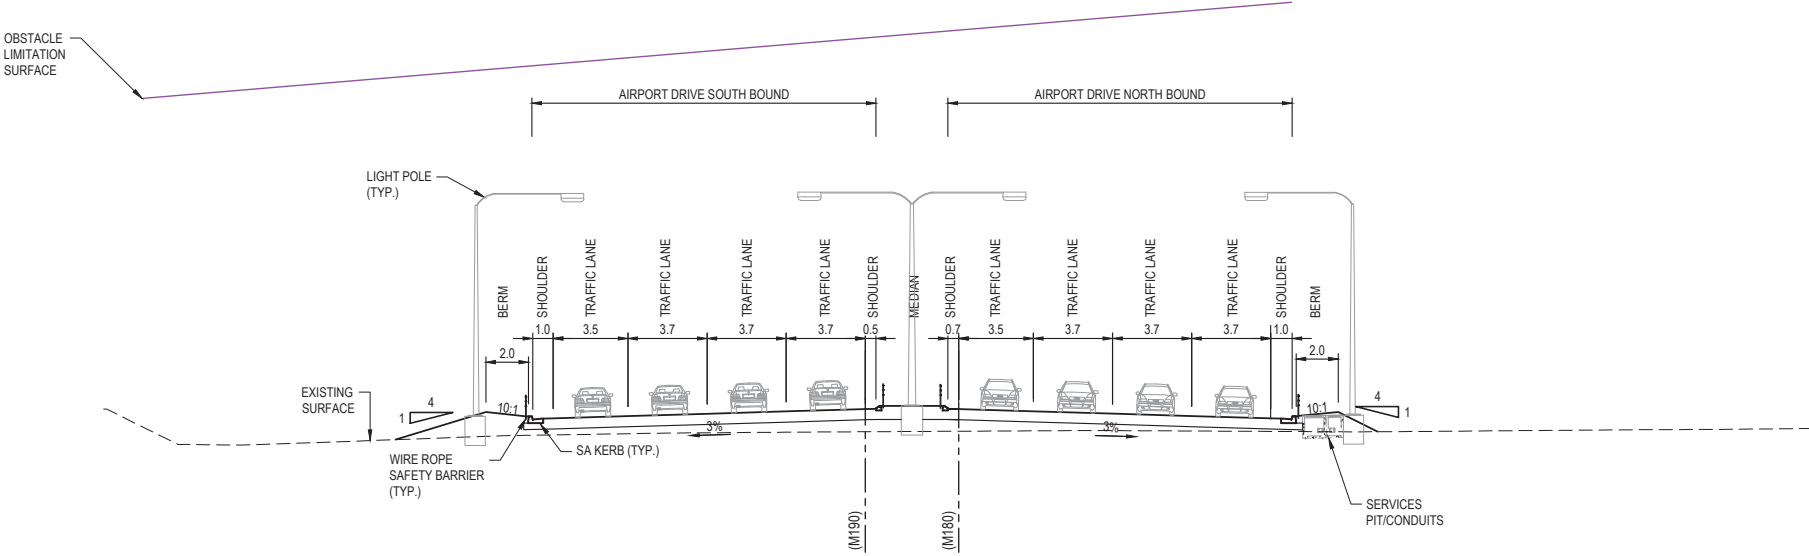 OBSTACLE
LIMITATION
SURFACE
AIRPORT DRIVE SOUTH BOUND
AIRPORT DRIVE NORTH BOUND
LIGHT POLE
(TYP.)
BERM
SHOULDER
TRAFFIC LANE
TRAFFIC LANE
TRAFFIC LANE
TRAFFIC LANE
SHOULDER
MEDIAN
SHOULDER
TRAFFIC LANE
TRAFFIC LANE
TRAFFIC LANE
TRAFFIC LANE
SHOULDER
BERM
1.0
3.5
3.7
3.7
3.7
0.5
0.7
3.5
3.7
3.7
3.7
1.0
2.0
2.0
EXISTING
SURFACE
4
1
10:1
10:1
4
1
3%
3%
WIRE ROPE
SAFETY BARRIER
(TYP.)
SA KERB (TYP.)
(M190)
(M180)
SERVICES
PIT/CONDUITS